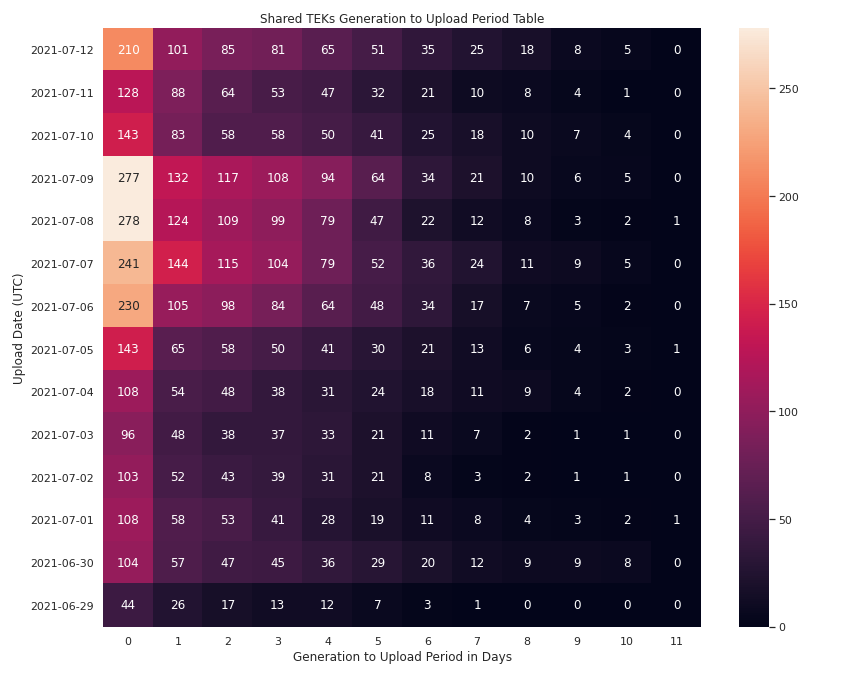 Shared TEKs Generation to Upload Period Table
2021-07-12 210 101 85 81 65 51 35 25 18 8 5 0
2021-07-11 128 88 64 53 47 32 21 10 8 4 1 0
2021-07-10 143 83 58 58 50 41 25 18 10 7 4 0
2021-07-09 277 132 117 108 94 64 34 21 10 6 5 0
2021-07-08 278 124 109 99 79 47 22 12 8 3 2 1
2021-07-07 241 144 115 104 79 52 36 24 11 9 5 0
2021-07-06 230 105 98 84 64 48 34 17 7 5 2 0
2021-07-05 143 65 58 50 41 30 21 13 6 4 3 1
2021-07-04 108 54 48 38 31 24 18 11 9 4 2 0
2021-07-03 96 48 38 37 33 21 11 7 2 1 1 0
2021-07-02 103 52 43 39 31 21 8 3 2 1 1 0
2021-07-01 108 58 53 41 28 19 11 8 4 3 2 1
2021-06-30 104 57 47 45 36 29 20 12 9 9 8 0
2021-06-29 44 26 17 13 12 7 3 1 0 0 0 0
0 1 2 3 4 5 6 7 8 9 10 11
Generation to Upload Period in Days
Upload Date (UTC)
250
200
150
100
50
0